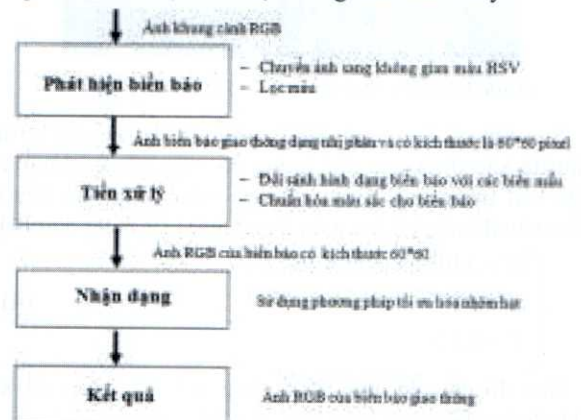 Ảnh khung cảnh RGB
Phát hiện biển báo
- Chuyển ảnh sang không gian màu HSV
- Lọc màu
Ảnh biển báo giao thông dạng nhị phân và có kích thước là 60*60 pixel
Tiền xử lý
- Đối sánh hình dạng biển báo với các biển mẫu
- Chuẩn hóa màu sắc cho biển báo
Ảnh RGB của biển báo có kích thước 60*60
Nhận dạng
Sử dụng phương pháp tối ưu hóa nhóm hạt
Kết quả
Ảnh RGB của biển báo giao thông